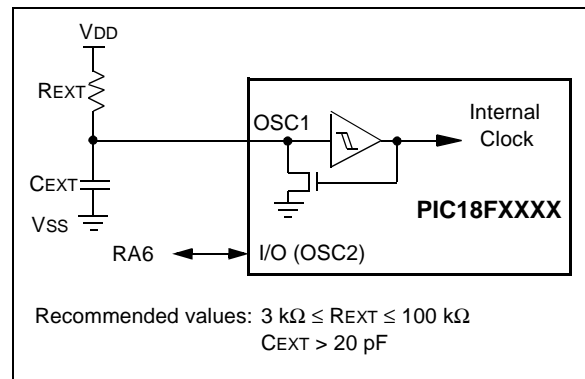 VDD
REXT
OSC1
Internal
Clock
CEXT
PIC18FXXXX
VSS
RA6
I/O (OSC2)
Recommended values: 3 kΩ ≤ REXT ≤ 100 kΩ
CEXT > 20 pF